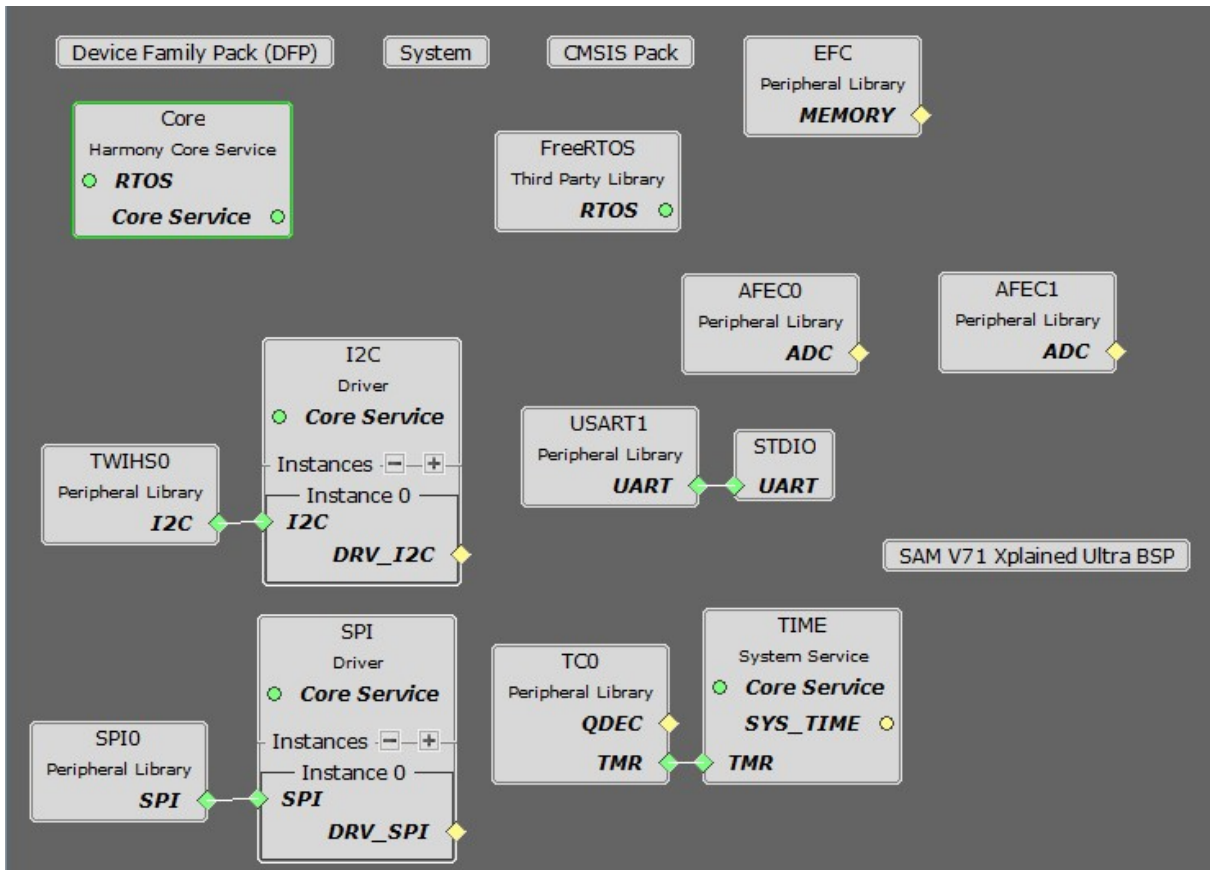 Device Family Pack (DFP)
System
CMSIS Pack
EFC
Peripheral Library
MEMORY
Core
Harmony Core Service
RTOS
Core Service
FreeRTOS
Third Party Library
RTOS
AFEC0
Peripheral Library
ADC
AFEC1
Peripheral Library
ADC
I2C
Driver
Core Service
Instances
Instance 0
I2C
DRV_I2C
TWIHS0
Peripheral Library
I2C
USART1
Peripheral Library
UART
STDIO
UART
SAM V71 Xplained Ultra BSP
SPI
Driver
Core Service
Instances
Instance 0
SPI
DRV_SPI
SPI0
Peripheral Library
SPI
TC0
Peripheral Library
QDEC
TMR
TIME
System Service
Core Service
SYS_TIME
TMR